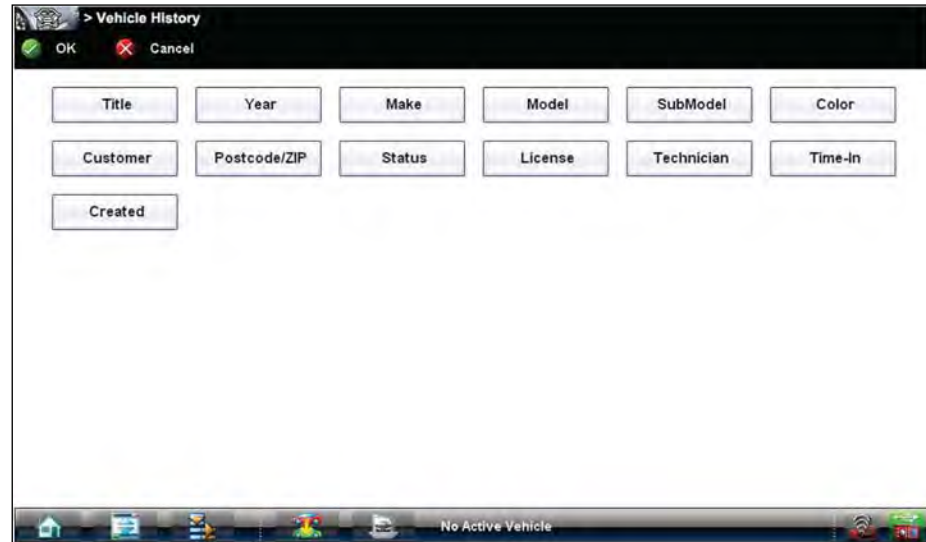 > Vehicle History
OK Cancel
Title Year Make Model SubModel Color
Customer Postcode/ZIP Status License Technician Time-In
Created
No Active Vehicle